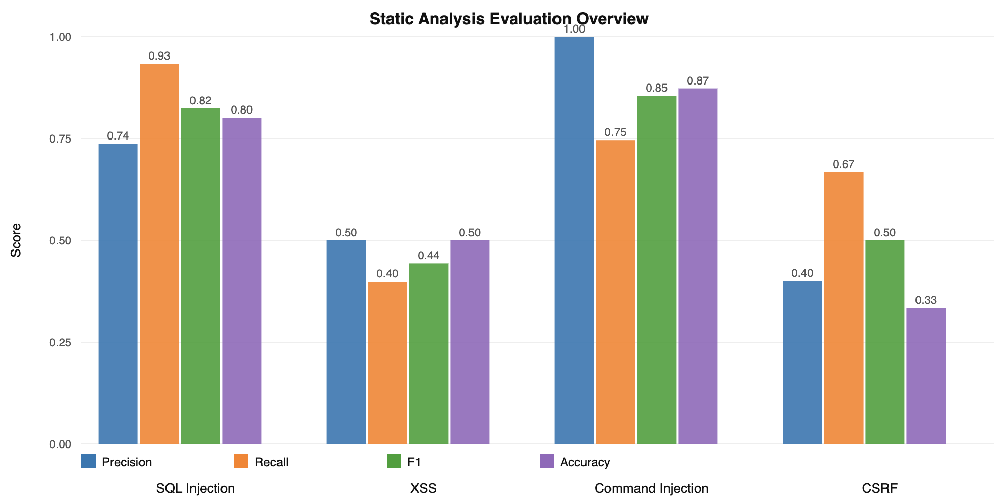 Static Analysis Evaluation Overview
1.00
0.75
0.50
0.25
0.00
Score
0.74
0.93
0.82
0.80
0.50
0.40
0.44
0.50
1.00
0.75
0.85
0.87
0.40
0.67
0.50
0.33
Precision
Recall
F1
Accuracy
SQL Injection
XSS
Command Injection
CSRF